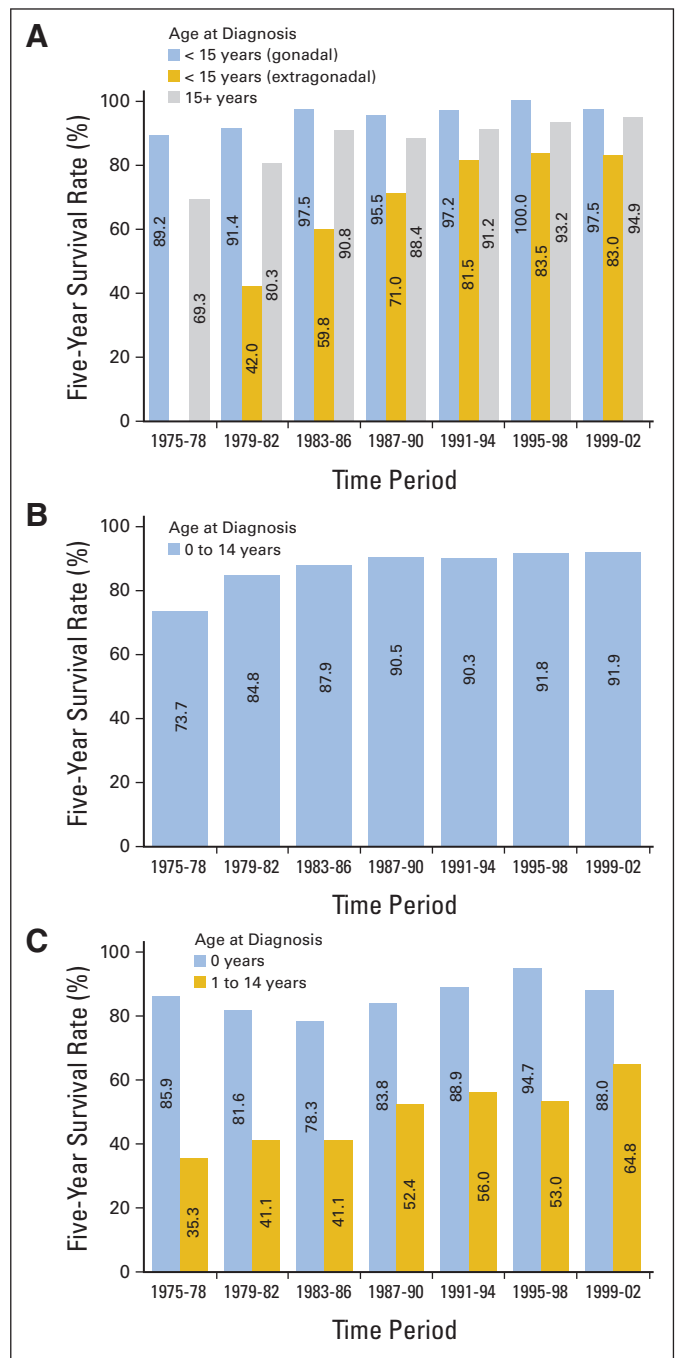 A
Age at Diagnosis
< 15 years (gonadal)
< 15 years (extragonadal)
15+ years
Five-Year Survival Rate (%)
100
80
60
40
20
0
89.2
69.3
91.4
42.0
80.3
97.5
59.8
90.8
95.5
71.0
88.4
97.2
81.5
91.2
100.0
83.5
93.2
97.5
83.0
94.9
1975-78 1979-82 1983-86 1987-90 1991-94 1995-98 1999-02
Time Period
B
Age at Diagnosis
0 to 14 years
Five-Year Survival Rate (%)
100
80
60
40
20
0
73.7
84.8
87.9
90.5
90.3
91.8
91.9
1975-78 1979-82 1983-86 1987-90 1991-94 1995-98 1999-02
Time Period
C
Age at Diagnosis
0 years
1 to 14 years
Five-Year Survival Rate (%)
100
80
60
40
20
0
85.9
35.3
81.6
41.1
78.3
41.1
83.8
52.4
88.9
56.0
94.7
53.0
88.0
64.8
1975-78 1979-82 1983-86 1987-90 1991-94 1995-98 1999-02
Time Period